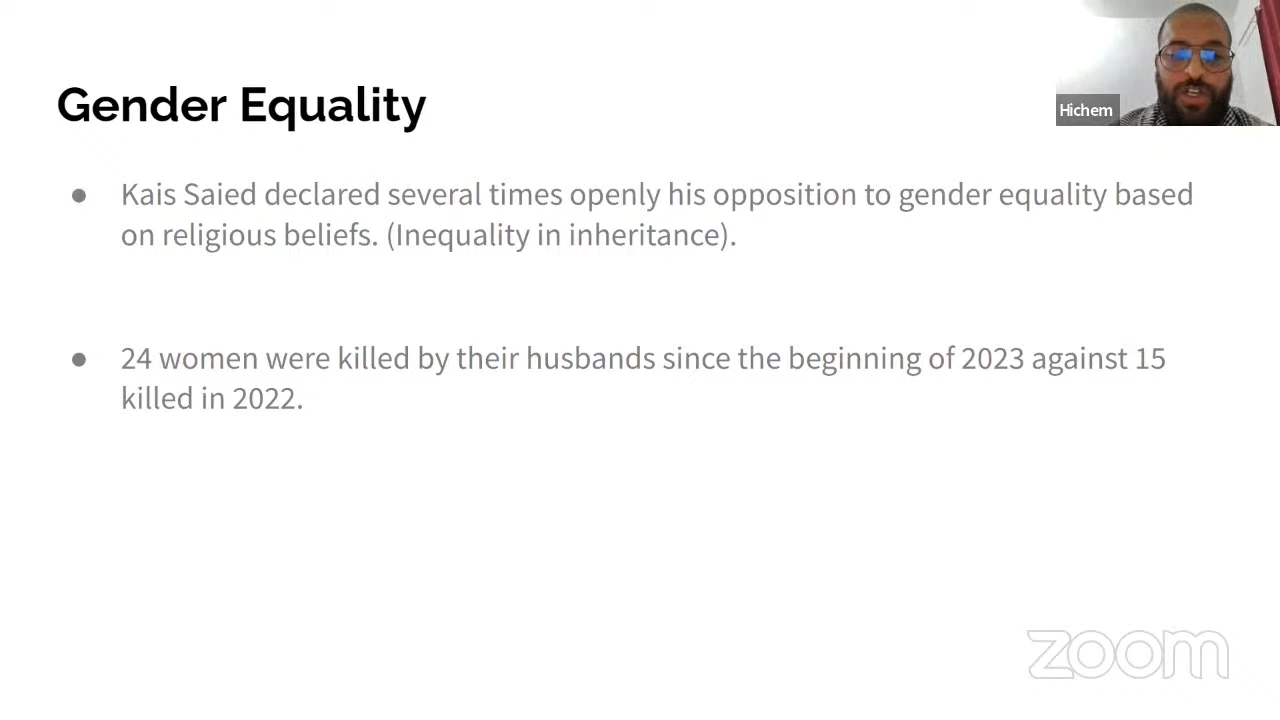 Gender Equality
Hichem
● Kais Saied declared several times openly his opposition to gender equality based
on religious beliefs. (Inequality in inheritance).
● 24 women were killed by their husbands since the beginning of 2023 against 15
killed in 2022.
zoom